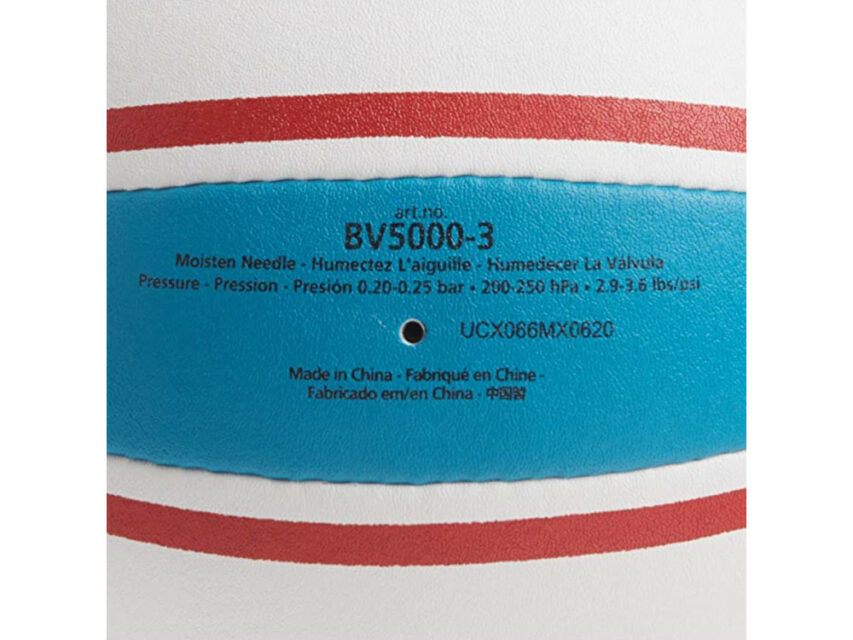 art.no.
BV5000-3
Moisten Needle - Humectez L'aiguille - Humedecer La Válvula
Pressure - Pression - Presión 0.20-0.25 bar • 200-250 hPa • 2.9-3.6 lbs/psi
UCX066MX0620
Made in China - Fabriqué en Chine -
Fabricado em/en China - 中国製